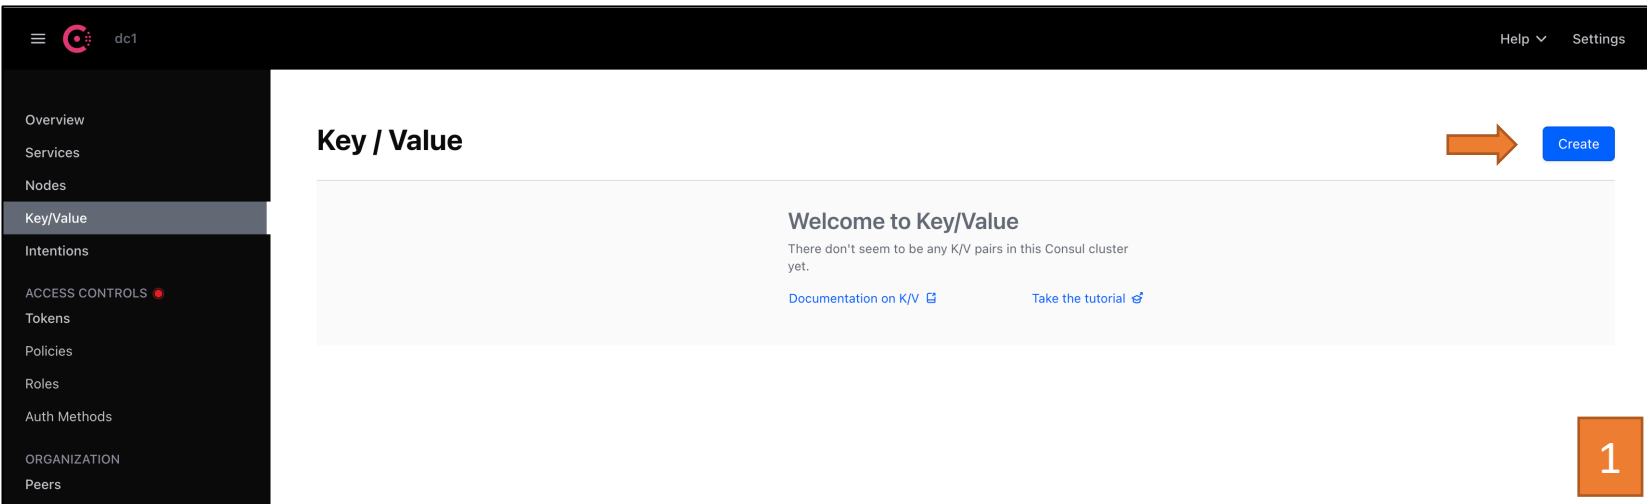 dc1
Help
Settings
Overview
Services
Nodes
Key/Value
Intentions
ACCESS CONTROLS
Tokens
Policies
Roles
Auth Methods
ORGANIZATION
Peers
Key / Value
Create
Welcome to Key/Value
There don't seem to be any K/V pairs in this Consul cluster
yet.
Documentation on K/V
Take the tutorial
1